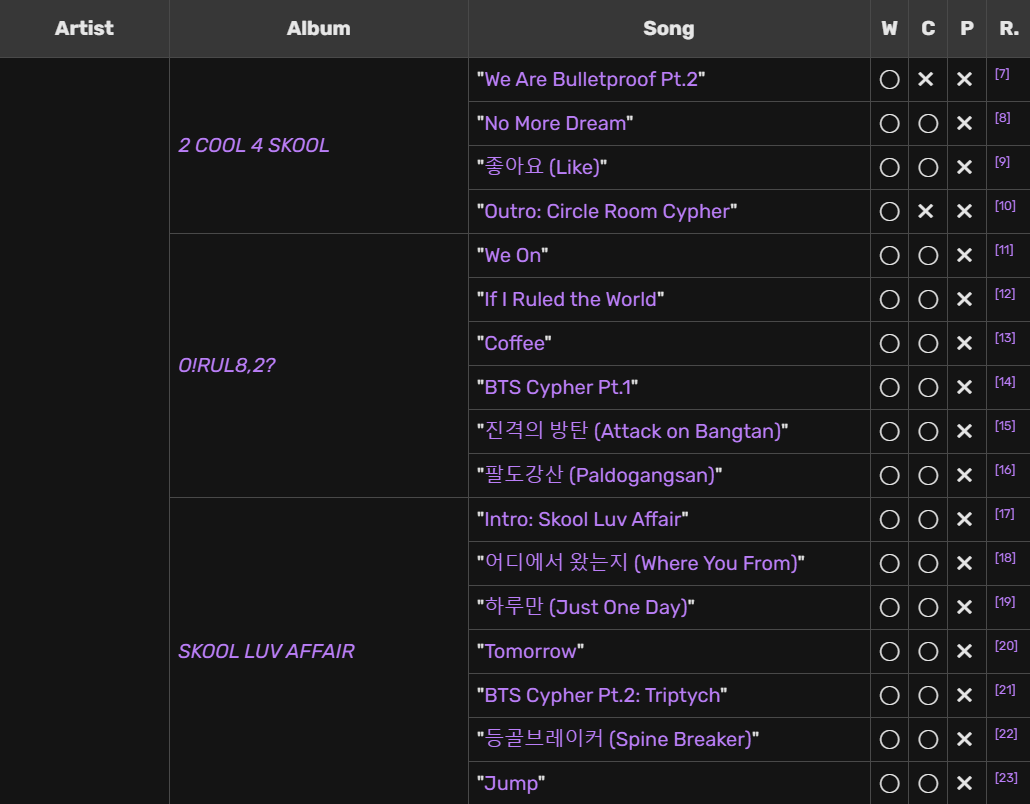 Artist Album Song W C P R.
2 COOL 4 SKOOL
"We Are Bulletproof Pt.2" ○ ✕ ✕ [7]
"No More Dream" ○ ○ ✕ [8]
"좋아요 (Like)" ○ ○ ✕ [9]
"Outro: Circle Room Cypher" ○ ✕ ✕ [10]
O!RUL8,2?
"We On" ○ ○ ✕ [11]
"If I Ruled the World" ○ ○ ✕ [12]
"Coffee" ○ ○ ✕ [13]
"BTS Cypher Pt.1" ○ ○ ✕ [14]
"진격의 방탄 (Attack on Bangtan)" ○ ○ ✕ [15]
"팔도강산 (Paldogangsan)" ○ ○ ✕ [16]
SKOOL LUV AFFAIR
"Intro: Skool Luv Affair" ○ ○ ✕ [17]
"어디에서 왔는지 (Where You From)" ○ ○ ✕ [18]
"하루만 (Just One Day)" ○ ○ ✕ [19]
"Tomorrow" ○ ○ ✕ [20]
"BTS Cypher Pt.2: Triptych" ○ ○ ✕ [21]
"등골브레이커 (Spine Breaker)" ○ ○ ✕ [22]
"Jump" ○ ○ ✕ [23]